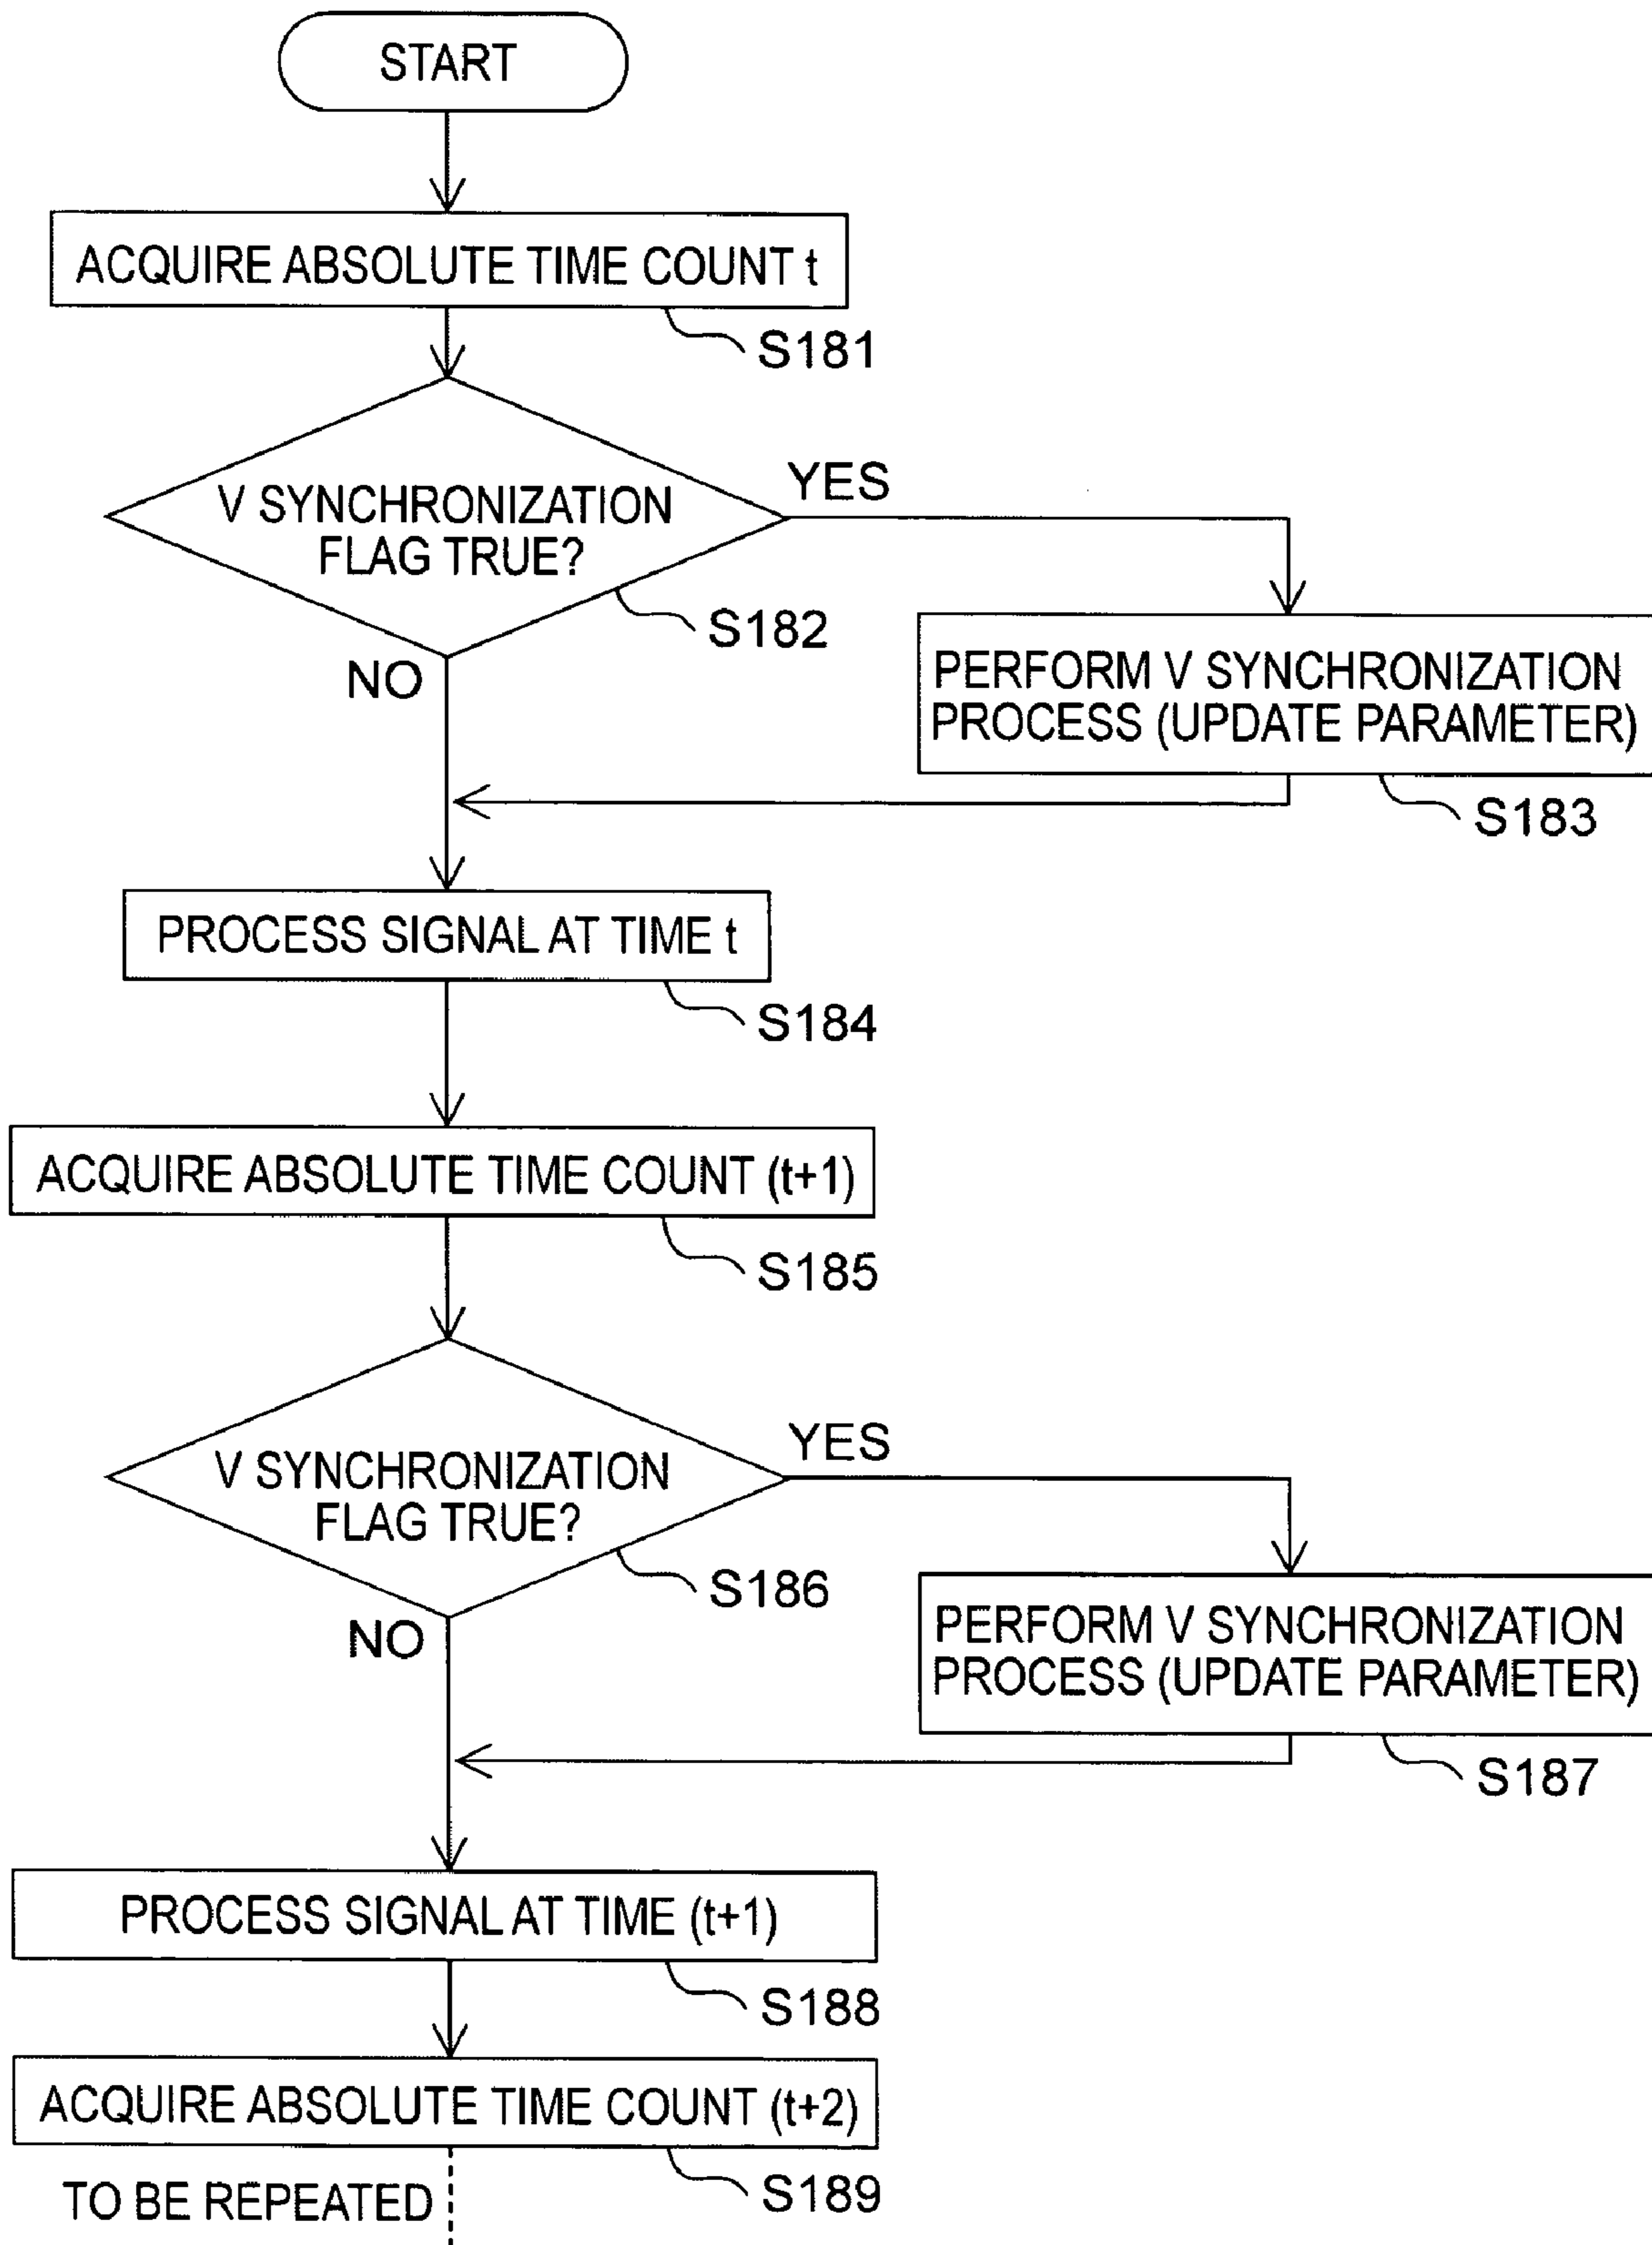 START
ACQUIRE ABSOLUTE TIME COUNT t
S181
V SYNCHRONIZATION
FLAG TRUE?
YES
S182
NO
PERFORM V SYNCHRONIZATION
PROCESS (UPDATE PARAMETER)
S183
PROCESS SIGNAL AT TIME t
S184
ACQUIRE ABSOLUTE TIME COUNT (t+1)
S185
V SYNCHRONIZATION
FLAG TRUE?
YES
S186
NO
PERFORM V SYNCHRONIZATION
PROCESS (UPDATE PARAMETER)
S187
PROCESS SIGNAL AT TIME (t+1)
S188
ACQUIRE ABSOLUTE TIME COUNT (t+2)
S189
TO BE REPEATED